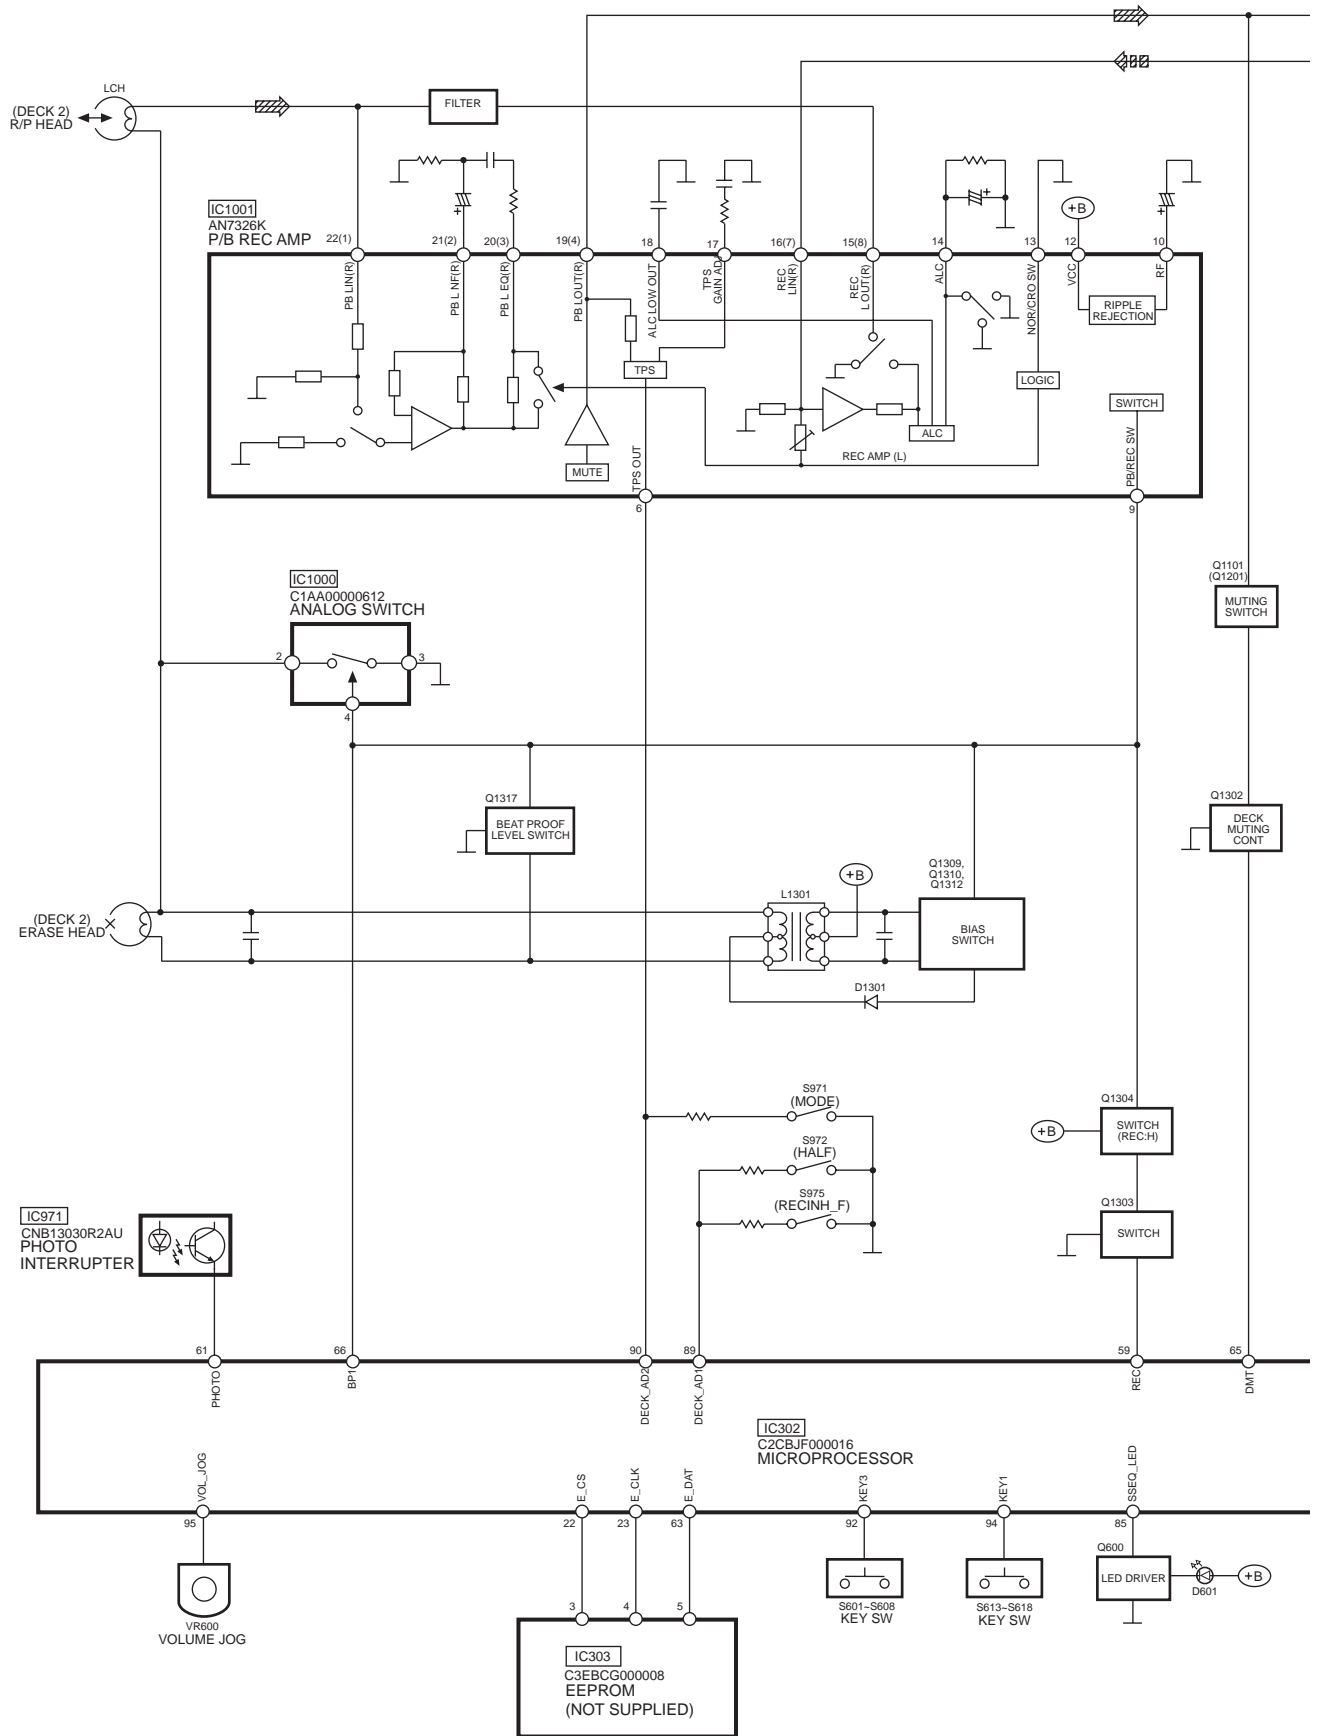 LCH
(DECK 2)
R/P HEAD
FILTER
IC1001
AN7326K
P/B REC AMP
22(1)
21(2)
20(3)
19(4)
18
17
16(7)
15(8)
14
13
12
10
+B
PB LIN(R)
PB L NF(R)
PB L EQ(R)
PB LOUT(R)
ALC LOW OUT
TPS
GAIN ADJ
REC
LIN(R)
REC
L OUT(R)
ALC
NOR/CRO SW
VCC
RF
RIPPLE
REJECTION
TPS
LOGIC
SWITCH
ALC
REC AMP (L)
MUTE
TPS OUT
PB/REC SW
6
9
IC1000
C1AA00000612
ANALOG SWITCH
2
3
4
Q1101
(Q1201)
MUTING
SWITCH
Q1317
BEAT PROOF
LEVEL SWITCH
Q1302
DECK
MUTING
CONT
Q1309,
Q1310,
Q1312
+B
L1301
BIAS
SWITCH
(DECK 2)
ERASE HEAD
D1301
S971
(MODE)
S972
(HALF)
S975
(RECINH_F)
Q1304
+B
SWITCH
(REC:H)
Q1303
SWITCH
IC971
CNB13030R2AU
PHOTO
INTERRUPTER
61
66
90
89
59
65
PHOTO
BP1
DECK_AD2
DECK_AD1
REC
DMT
IC302
C2CBJF000016
MICROPROCESSOR
VOL_JOG
E_CS
E_CLK
E_DAT
KEY3
KEY1
SSEQ_LED
95
22
23
63
92
94
85
Q600
LED DRIVER
D601
+B
VR600
VOLUME JOG
S601~S608
KEY SW
S613~S618
KEY SW
3
4
5
IC303
C3EBCG000008
EEPROM
(NOT SUPPLIED)